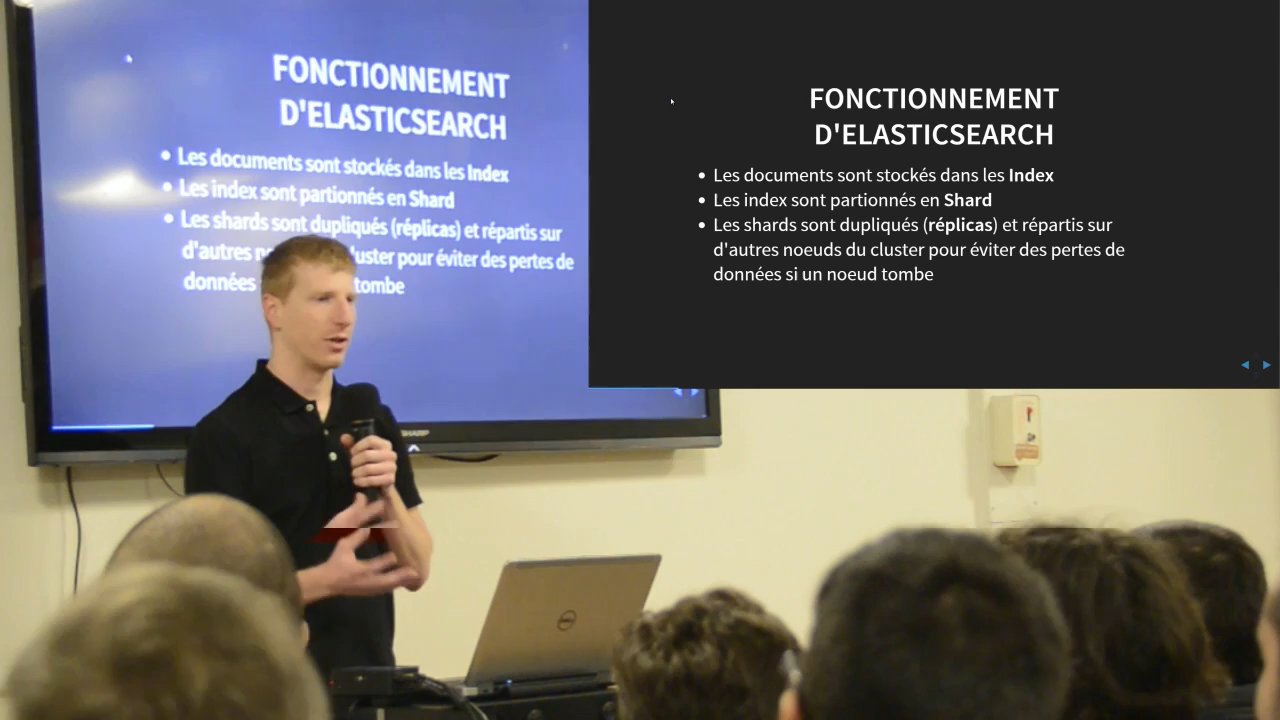 FONCTIONNEMENT
D'ELASTICSEARCH
Les documents sont stockés dans les Index
Les index sont partionnés en Shard
Les shards sont dupliqués (réplicas) et répartis sur
d'autres cluster pour éviter des pertes de
données tombe
SHARP
DELL
FONCTIONNEMENT
D'ELASTICSEARCH
Les documents sont stockés dans les Index
Les index sont partionnés en Shard
Les shards sont dupliqués (réplicas) et répartis sur
d'autres noeuds du cluster pour éviter des pertes de
données si un noeud tombe